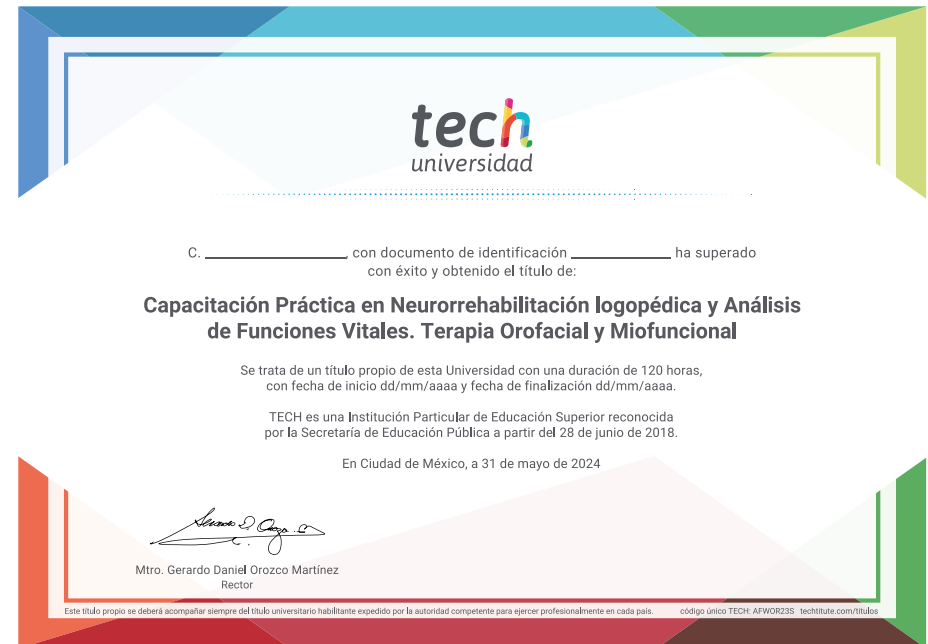 tech
universidad
C. ____________, con documento de identificación __________ ha superado
con éxito y obtenido el título de:
Capacitación Práctica en Neurorrehabilitación logopédica y Análisis
de Funciones Vitales. Terapia Orofacial y Miofuncional
Se trata de un título propio de esta Universidad con una duración de 120 horas,
con fecha de inicio dd/mm/aaaa y fecha de finalización dd/mm/aaaa.
TECH es una Institución Particular de Educación Superior reconocida
por la Secretaría de Educación Pública a partir del 28 de junio de 2018.
En Ciudad de México, a 31 de mayo de 2024
Mtro. Gerardo Daniel Orozco Martínez
Rector
Este título propio se deberá acompañar siempre del título universitario habilitante expedido por la autoridad competente para ejercer profesionalmente en cada país. código único TECH: AFWOR23S techtitute.com/titulos